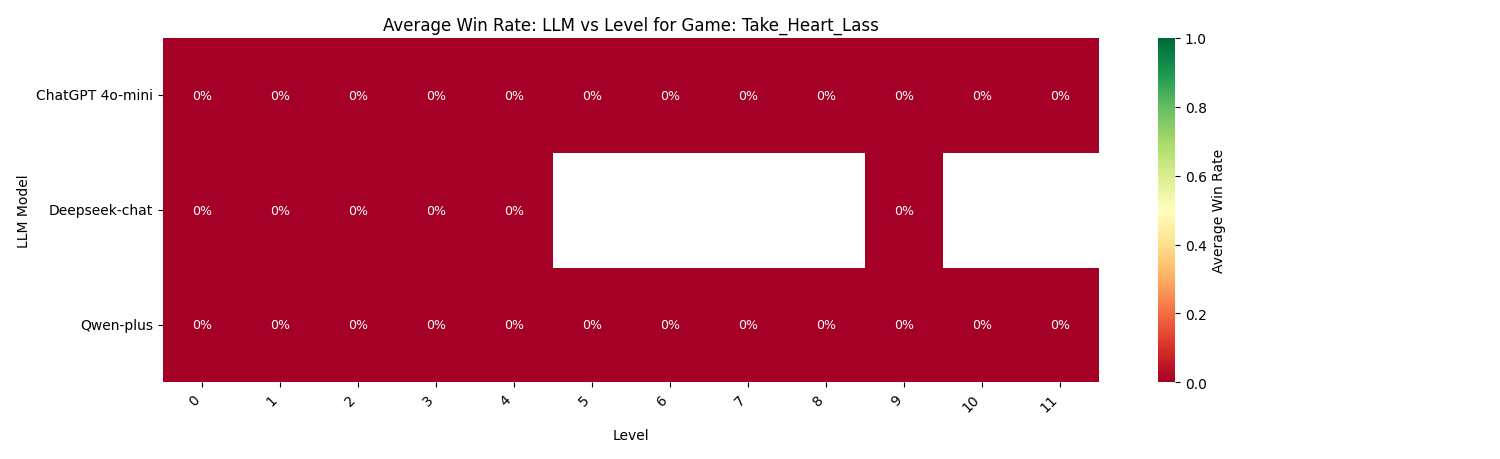 Average Win Rate: LLM vs Level for Game: Take_Heart_Lass
ChatGPT 4o-mini
0% 0% 0% 0% 0% 0% 0% 0% 0% 0% 0% 0%
Deepseek-chat
0% 0% 0% 0% 0% 0%
Qwen-plus
0% 0% 0% 0% 0% 0% 0% 0% 0% 0% 0% 0%
LLM Model
0 1 2 3 4 5 6 7 8 9 10 11
Level
1.0
0.8
0.6
0.4
0.2
0.0
Average Win Rate